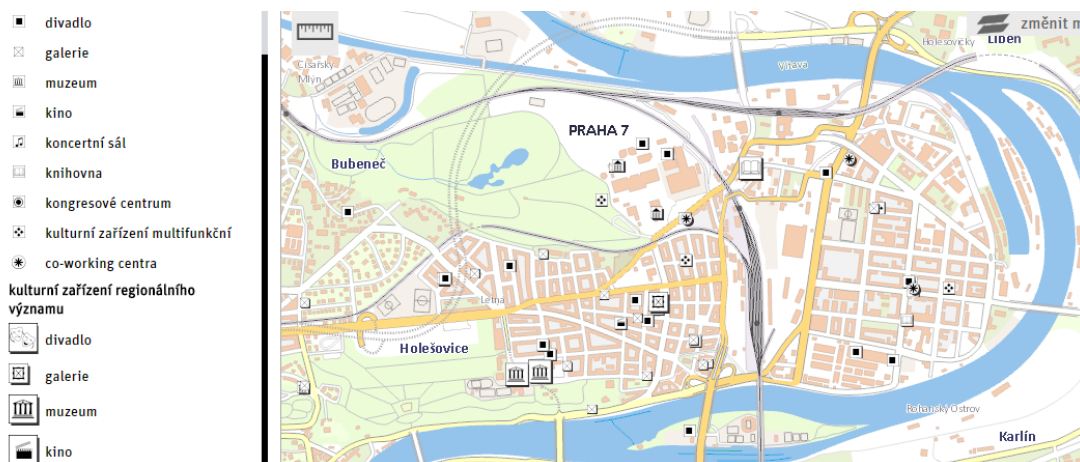 divadlo
galerie
muzeum
kino
koncertní sál
knihovna
kongresové centrum
kulturní zařízení multifunkční
co-working centra
kulturní zařízení regionálního
významu
divadlo
galerie
muzeum
kino
změnit m
Holešovický
Libeň
Císařský
Mlýn
Vltava
PRAHA 7
Bubeneč
Letná
Holešovice
Rohanský Ostrov
Karlín